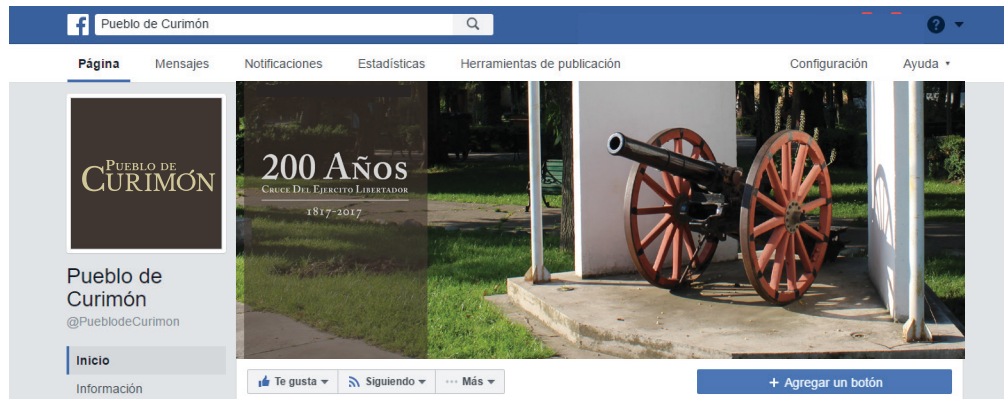 Pueblo de Curimón
Página Mensajes Notificaciones Estadísticas Herramientas de publicación Configuración Ayuda
PUEBLO DE
CURIMÓN
200 AÑOS
CRUCE DEL EJERCITO LIBERTADOR
1817-2017
Pueblo de
Curimón
@PueblodeCurimon
Inicio
Información
Te gusta Siguiendo ··· Más + Agregar un botón